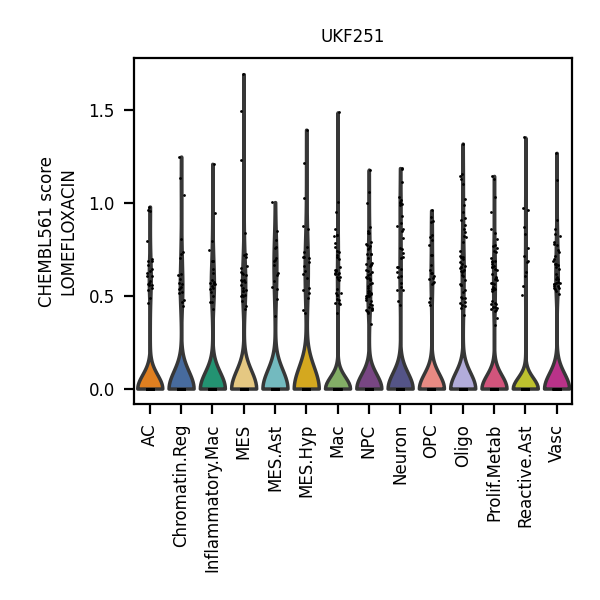 UKF251
CHEMBL561 score
LOMEFLOXACIN
1.5
1.0
0.5
0.0
AC
Chromatin.Reg
Inflammatory.Mac
MES
MES.Ast
MES.Hyp
Mac
NPC
Neuron
OPC
Oligo
Prolif.Metab
Reactive.Ast
Vasc